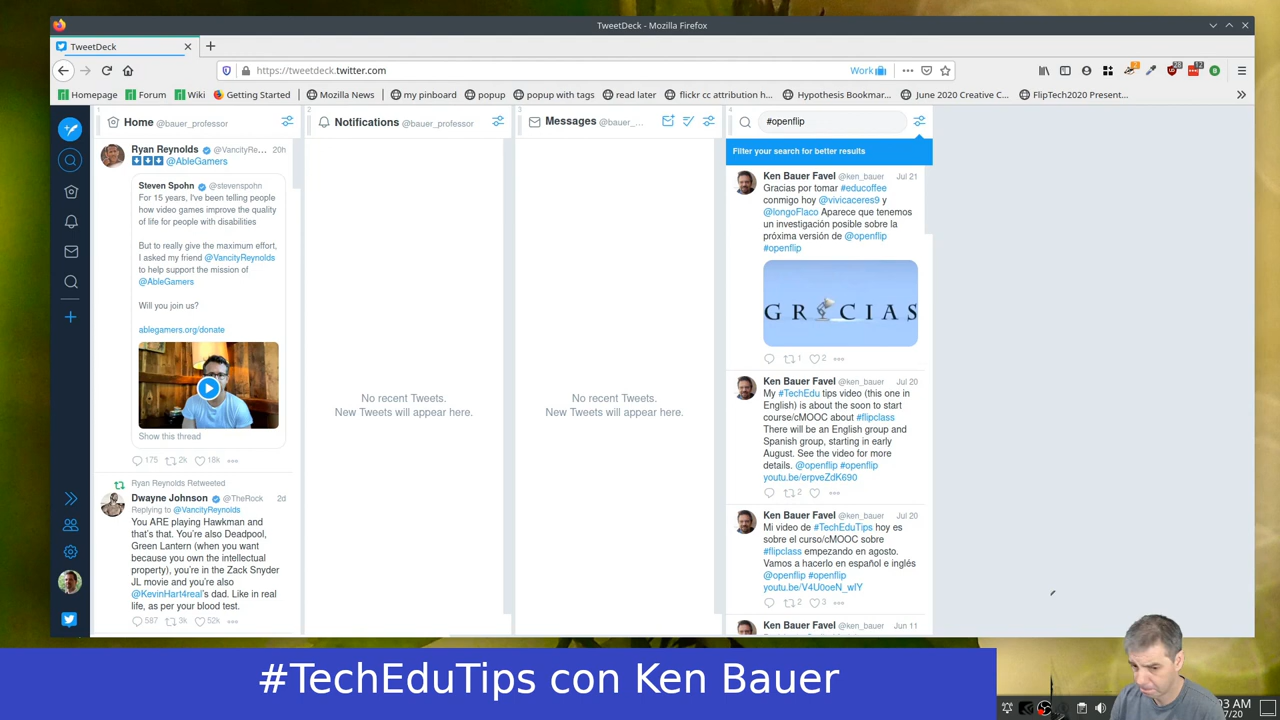 TweetDeck - Mozilla Firefox
TweetDeck
https://tweetdeck.twitter.com
Work
Homepage
Forum
Wiki
Getting Started
Mozilla News
my pinboard
popup
popup with tags
read later
flickr cc attribution h...
Hypothesis Bookmar...
June 2020 Creative C...
FlipTech2020 Present...
1
Home @bauer_professor
Ryan Reynolds @VancityRe... 20h
@AbleGamers
Steven Spohn @stevenspohn
For 15 years, I've been telling people
how video games improve the quality
of life for people with disabilities
But to really give the maximum effort,
I asked my friend @VancityReynolds
to help support the mission of
@AbleGamers
Will you join us?
ablegamers.org/donate
Show this thread
175 2k 18k
Ryan Reynolds Retweeted
Dwayne Johnson @TheRock 2d
Replying to @VancityReynolds
You ARE playing Hawkman and
that's that. You're also Deadpool,
Green Lantern (when you want
because you own the intellectual
property), you're in the Zack Snyder
JL movie and you're also
@KevinHart4real's dad. Like in real
life, as per your blood test.
587 3k 52k
2
Notifications @bauer_professor
No recent Tweets.
New Tweets will appear here.
3
Messages @bauer_...
No recent Tweets.
New Tweets will appear here.
4
#openflip
Filter your search for better results
Ken Bauer Favel @ken_bauer Jul 21
Gracias por tomar #educoffee
conmigo hoy @vivicaceres9 y
@longoFlaco Aparece que tenemos
un investigación posible sobre la
próxima versión de @openflip
#openflip
GRACIAS
1 2
Ken Bauer Favel @ken_bauer Jul 20
My #TechEdu tips video (this one in
English) is about the soon to start
course/cMOOC about #flipclass
There will be an English group and
Spanish group, starting in early
August. See the video for more
details. @openflip #openflip
youtu.be/erpveZdK690
2
Ken Bauer Favel @ken_bauer Jul 20
Mi video de #TechEduTips hoy es
sobre el curso/cMOOC sobre
#flipclass empezando en agosto.
Vamos a hacerlo en español e inglés
@openflip #openflip
youtu.be/V4U0oeN_wIY
2 3
Ken Bauer Favel @ken_bauer Jun 11
#TechEduTips con Ken Bauer
03 AM
7/20